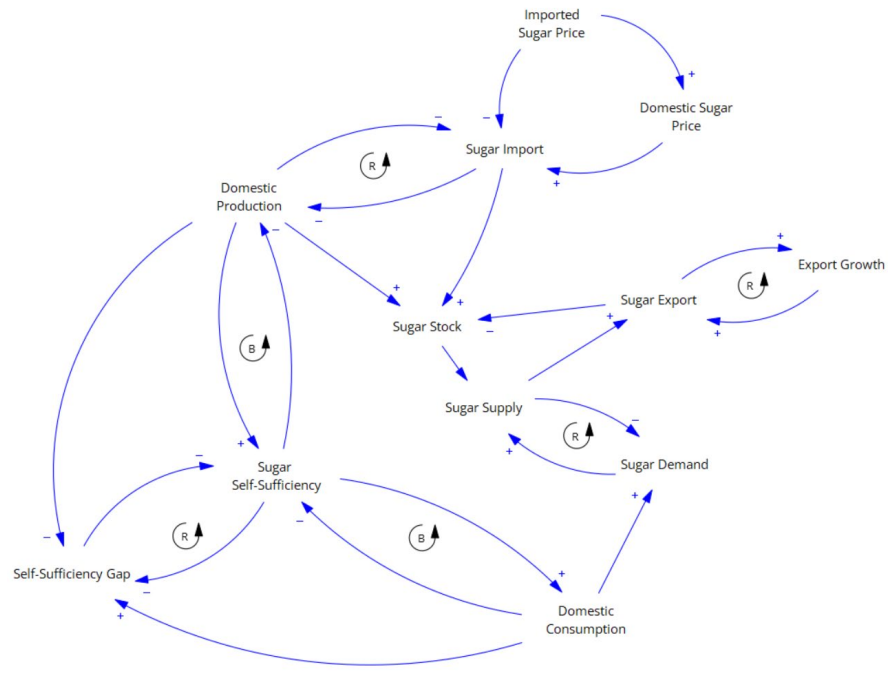 Imported
Sugar Price
+
Domestic Sugar
Price
−
−
Sugar Import
R
+
Domestic
Production
−
−
+
Export Growth
R
+
+
Sugar Export
+
Sugar Stock
−
+
B
Sugar Supply
−
R
+
+
−
Sugar
Self-Sufficiency
Sugar Demand
+
−
R
B
−
Self-Sufficiency Gap
+
−
+
Domestic
Consumption